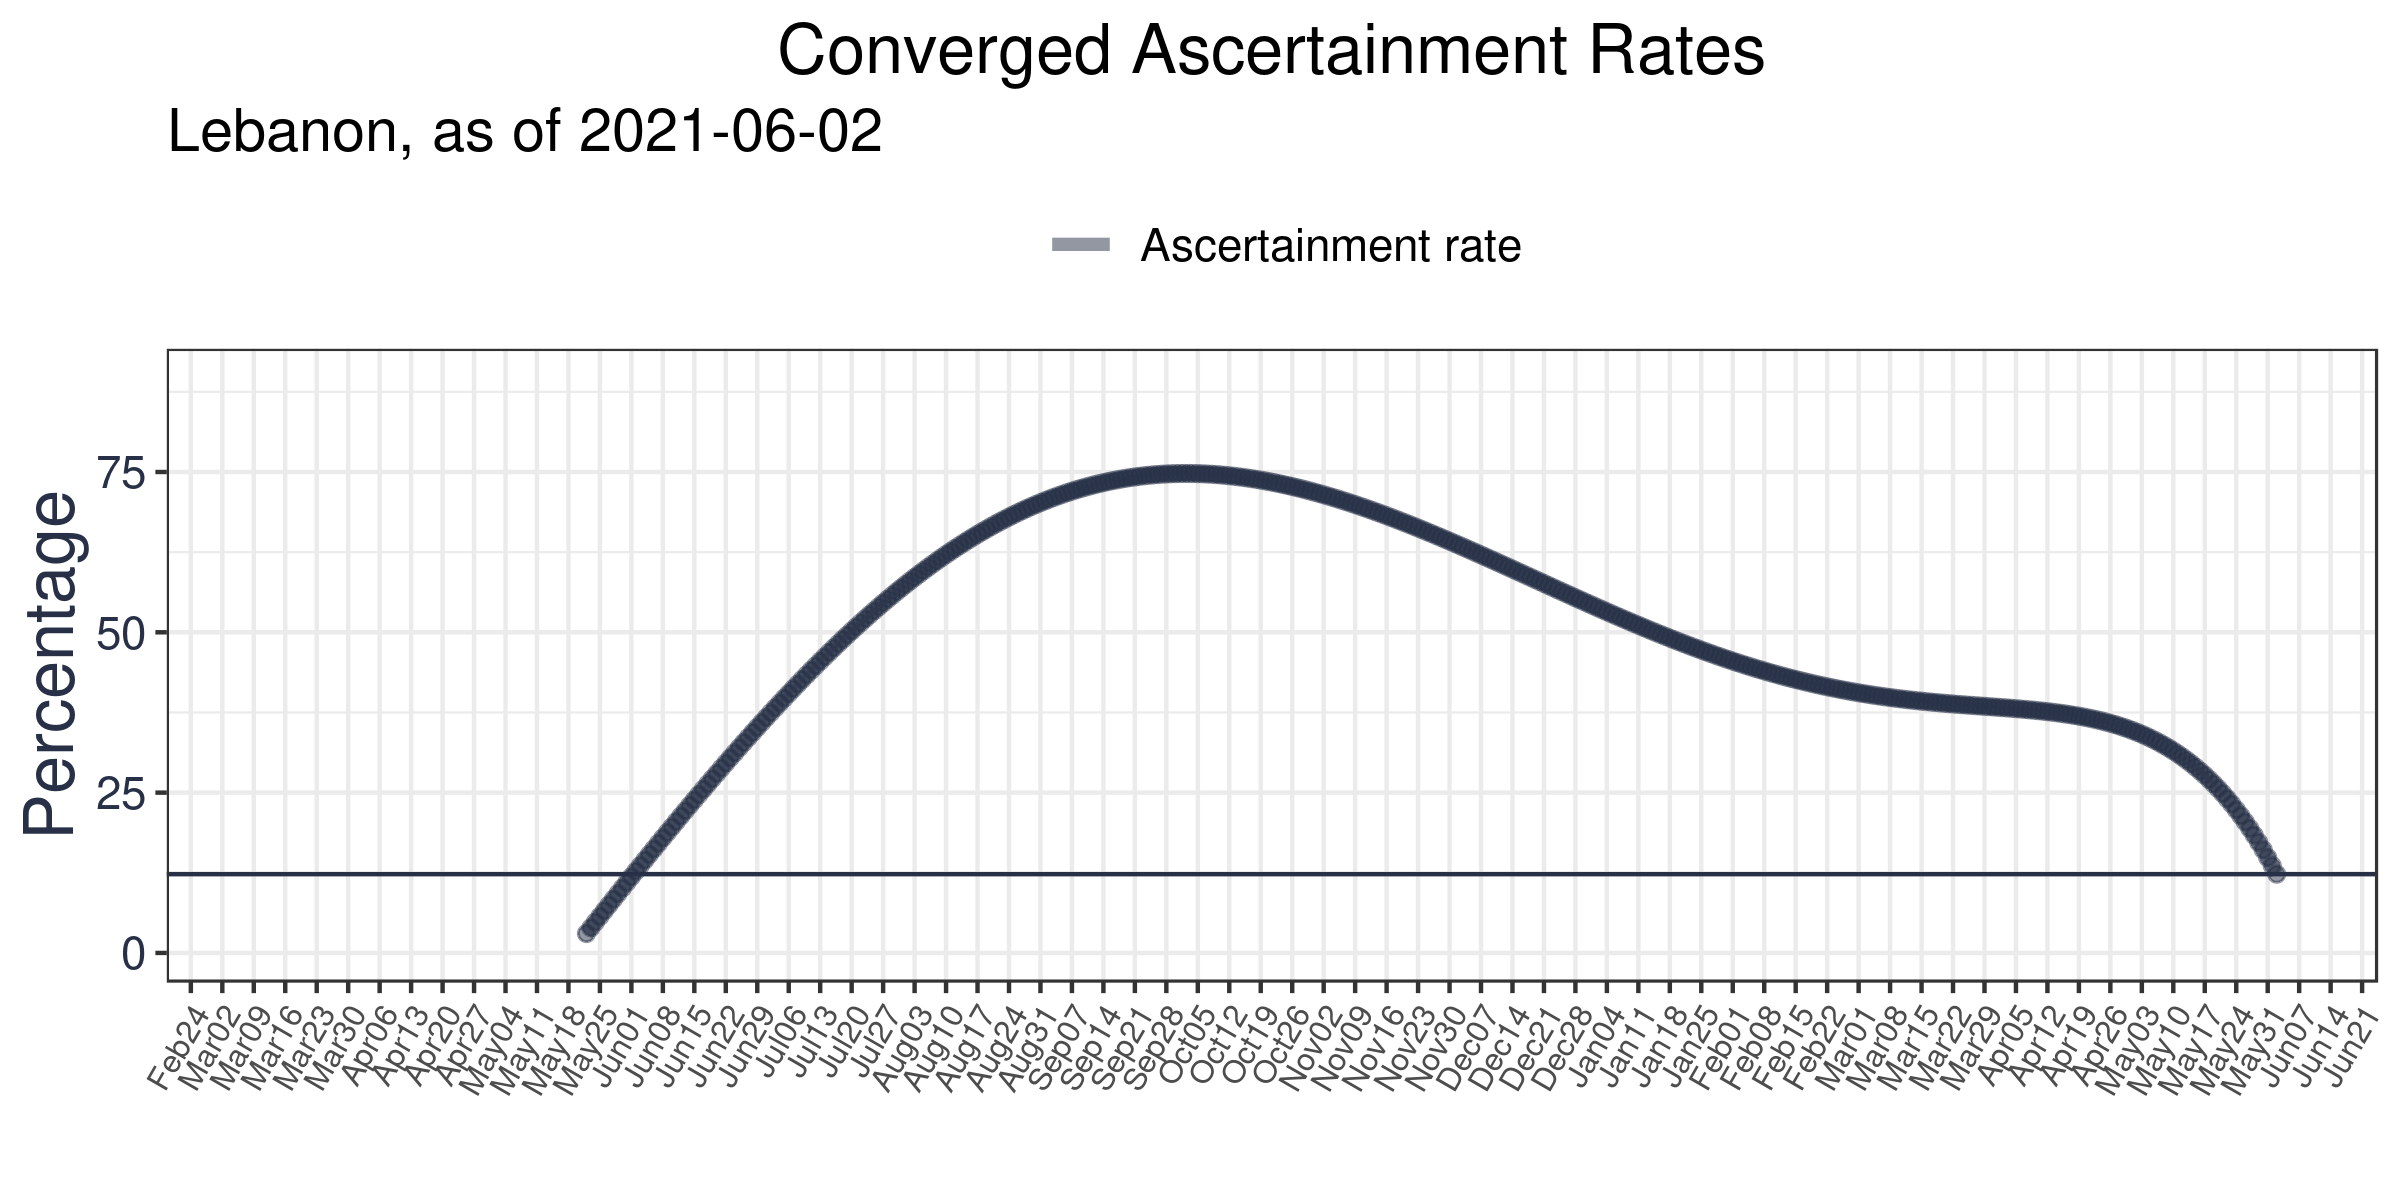 Converged Ascertainment Rates
Lebanon, as of 2021-06-02
Ascertainment rate
Percentage
75
50
25
0
Feb24
Mar02
Mar09
Mar16
Mar23
Mar30
Apr06
Apr13
Apr20
Apr27
May04
May11
May18
May25
Jun01
Jun08
Jun15
Jun22
Jun29
Jul06
Jul13
Jul20
Jul27
Aug03
Aug10
Aug17
Aug24
Aug31
Sep07
Sep14
Sep21
Sep28
Oct05
Oct12
Oct19
Oct26
Nov02
Nov09
Nov16
Nov23
Nov30
Dec07
Dec14
Dec21
Dec28
Jan04
Jan11
Jan18
Jan25
Feb01
Feb08
Feb15
Feb22
Mar01
Mar08
Mar15
Mar22
Mar29
Apr05
Apr12
Apr19
Apr26
May03
May10
May17
May24
May31
Jun07
Jun14
Jun21